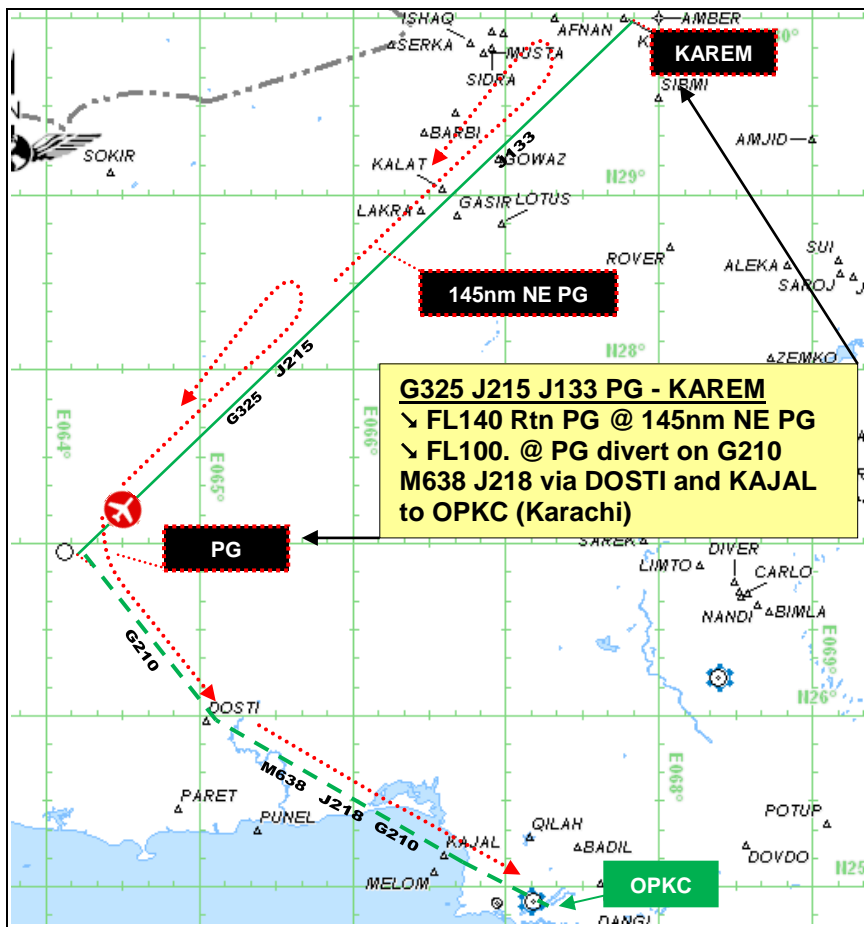 ISHAQ
AFNAN
AMBER
SERKA
MUSTA
KAREM
SIDRA
SIBMI
BARBI
AMJID
SOKIR
J133
GOWAZ
KALAT
N29°
LAKRA
GASIR
LOTUS
ROVER
SUI
ALEKA
SAROJ
145nm NE PG
N28°
ZEMKO
G325 J215
E064°
E065°
E066°
G325 J215 J133 PG - KAREM
↘ FL140 Rtn PG @ 145nm NE PG
↘ FL100. @ PG divert on G210
M638 J218 via DOSTI and KAJAL
to OPKC (Karachi)
PG
SAREK
DIVER
LIMTO
CARLO
NANDI
BIMLA
G210
E069°
N26°
DOSTI
M638 J218 G210
E068°
PARET
PUNEL
QILAH
POTUP
KAJAL
BADIL
DOVDO
MELOM
N25
OPKC
DANGI